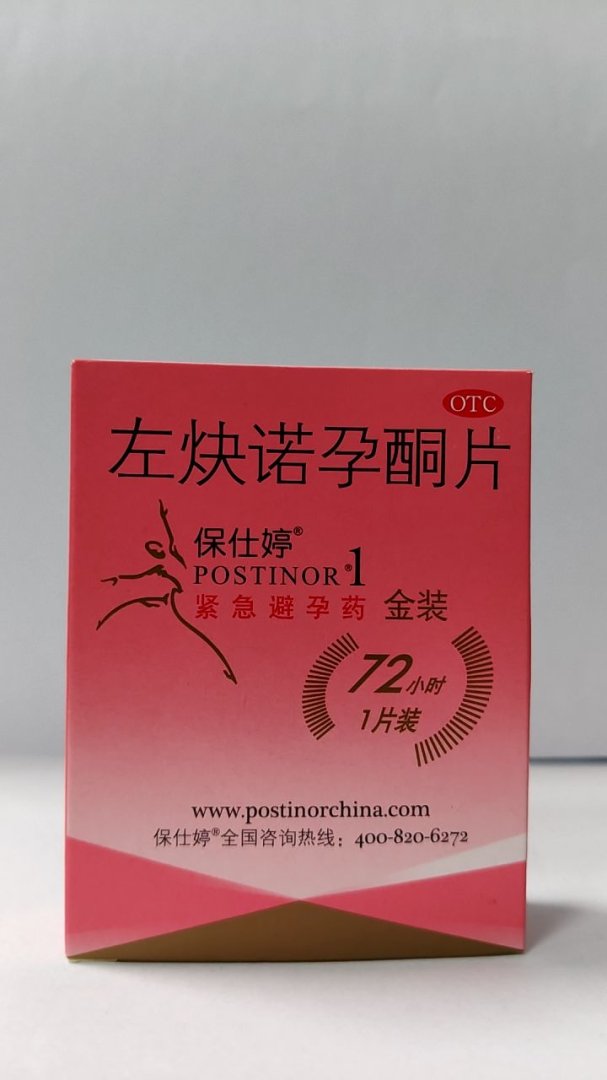 OTC
左炔诺孕酮片
保仕婷®
POSTINOR®1
紧急避孕药 金装
72小时
1片装
www.postinorchina.com
保仕婷®全国咨询热线：400-820-6272